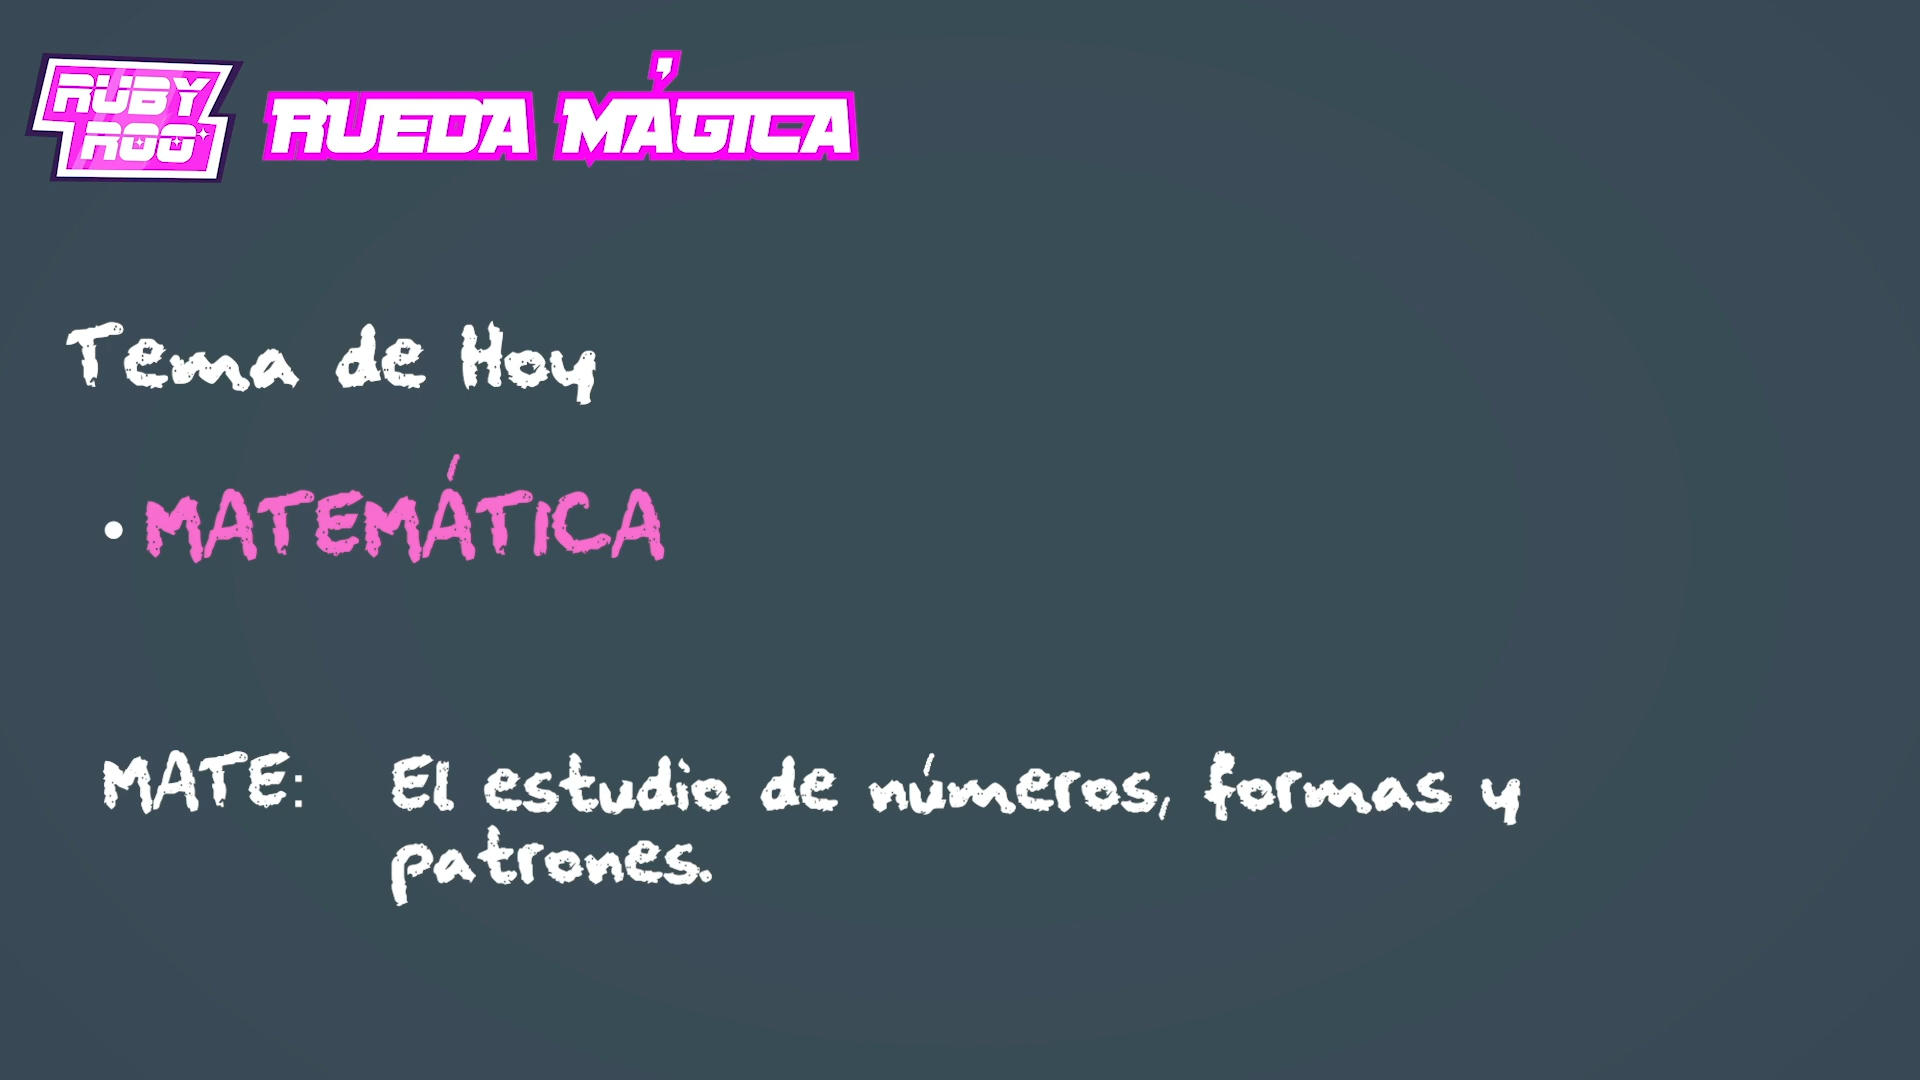 RUBY
ROO
RUEDA MÁGICA
Tema de Hoy
• MATEMÁTICA
MATE: El estudio de números, formas y
patrones.